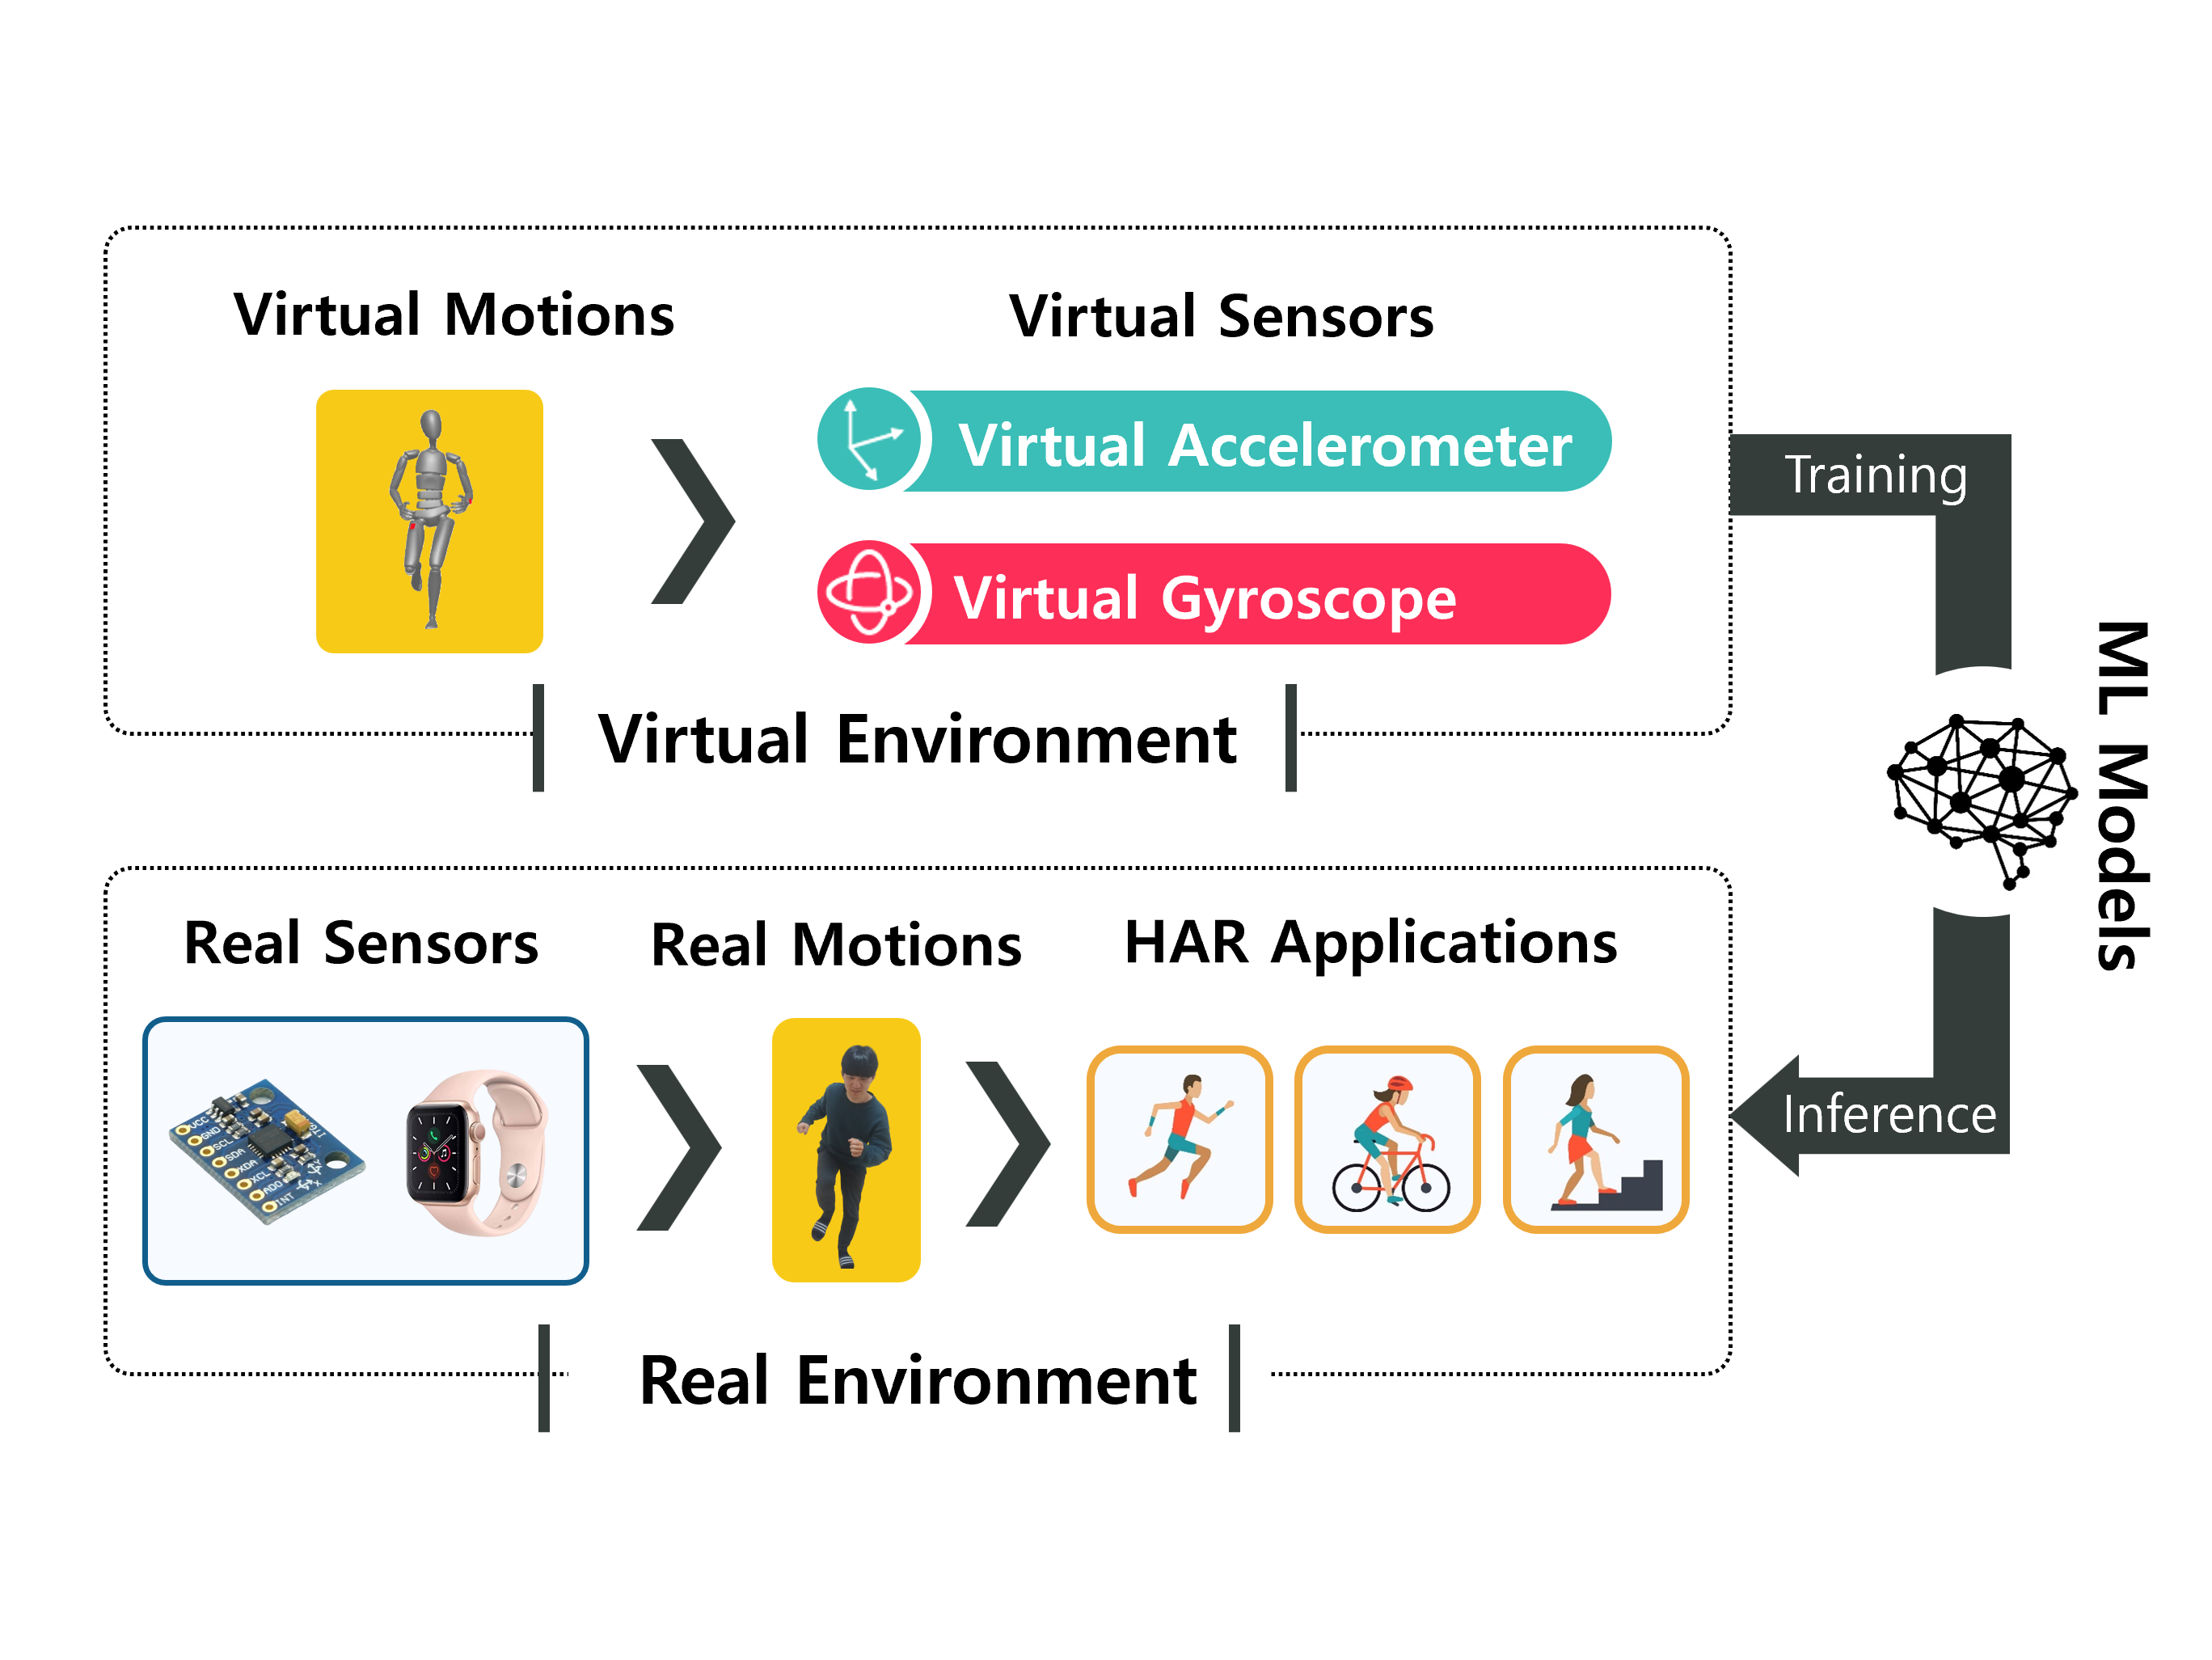 Virtual Motions
Virtual Sensors
Virtual Accelerometer
Virtual Gyroscope
Virtual Environment
Training
ML Models
Inference
Real Sensors
Real Motions
HAR Applications
VCC
GND
SCL
SDA
XDA
XCL
ADO
INT
X
Y
Real Environment